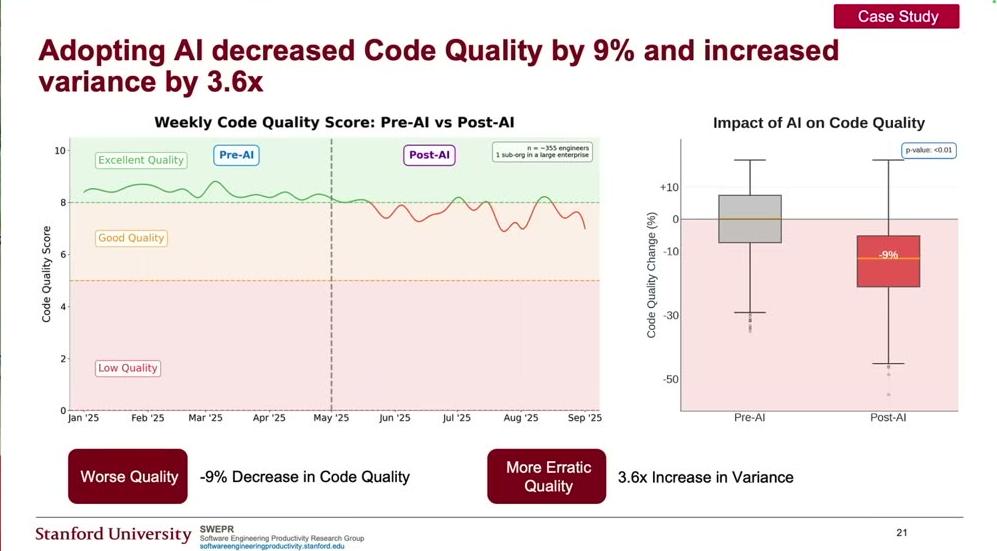 Case Study
Adopting AI decreased Code Quality by 9% and increased
variance by 3.6x
Weekly Code Quality Score: Pre-AI vs Post-AI
Code Quality Score
10
8
6
4
2
0
Excellent Quality
Pre-AI
Post-AI
n = ~355 engineers
1 sub-org in a large enterprise
Good Quality
Low Quality
Jan '25 Feb '25 Mar '25 Apr '25 May '25 Jun '25 Jul '25 Aug '25 Sep '25
Impact of AI on Code Quality
p-value: <0.01
Code Quality Change (%)
+10
0
-10
-30
-50
-9%
Pre-AI Post-AI
Worse Quality
-9% Decrease in Code Quality
More Erratic
Quality
3.6x Increase in Variance
Stanford University
SWEPR
Software Engineering Productivity Research Group
softwareengineeringproductivity.stanford.edu
21